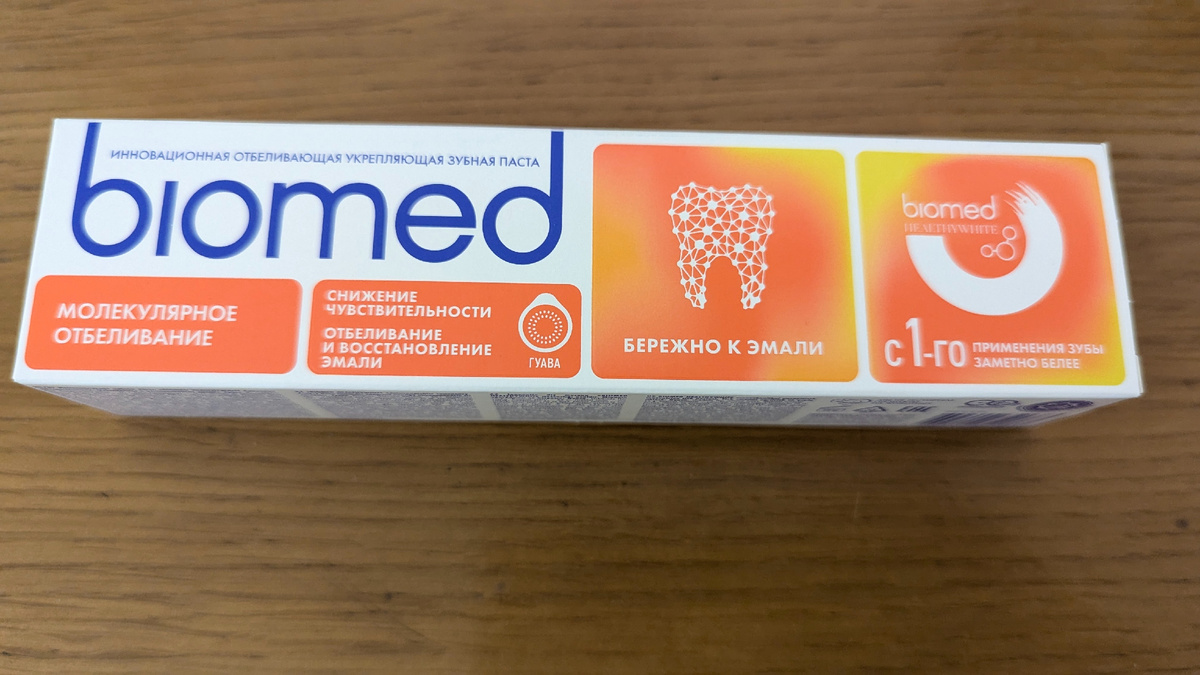 ИННОВАЦИОННАЯ ОТБЕЛИВАЮЩАЯ УКРЕПЛЯЮЩАЯ ЗУБНАЯ ПАСТА
biomed
МОЛЕКУЛЯРНОЕ
ОТБЕЛИВАНИЕ
СНИЖЕНИЕ
ЧУВСТВИТЕЛЬНОСТИ
ОТБЕЛИВАНИЕ
И ВОССТАНОВЛЕНИЕ
ЭМАЛИ
ГУАВА
БЕРЕЖНО К ЭМАЛИ
biomed
HEALTHYWHITE
с 1-го
ПРИМЕНЕНИЯ ЗУБЫ
ЗАМЕТНО БЕЛЕЕ